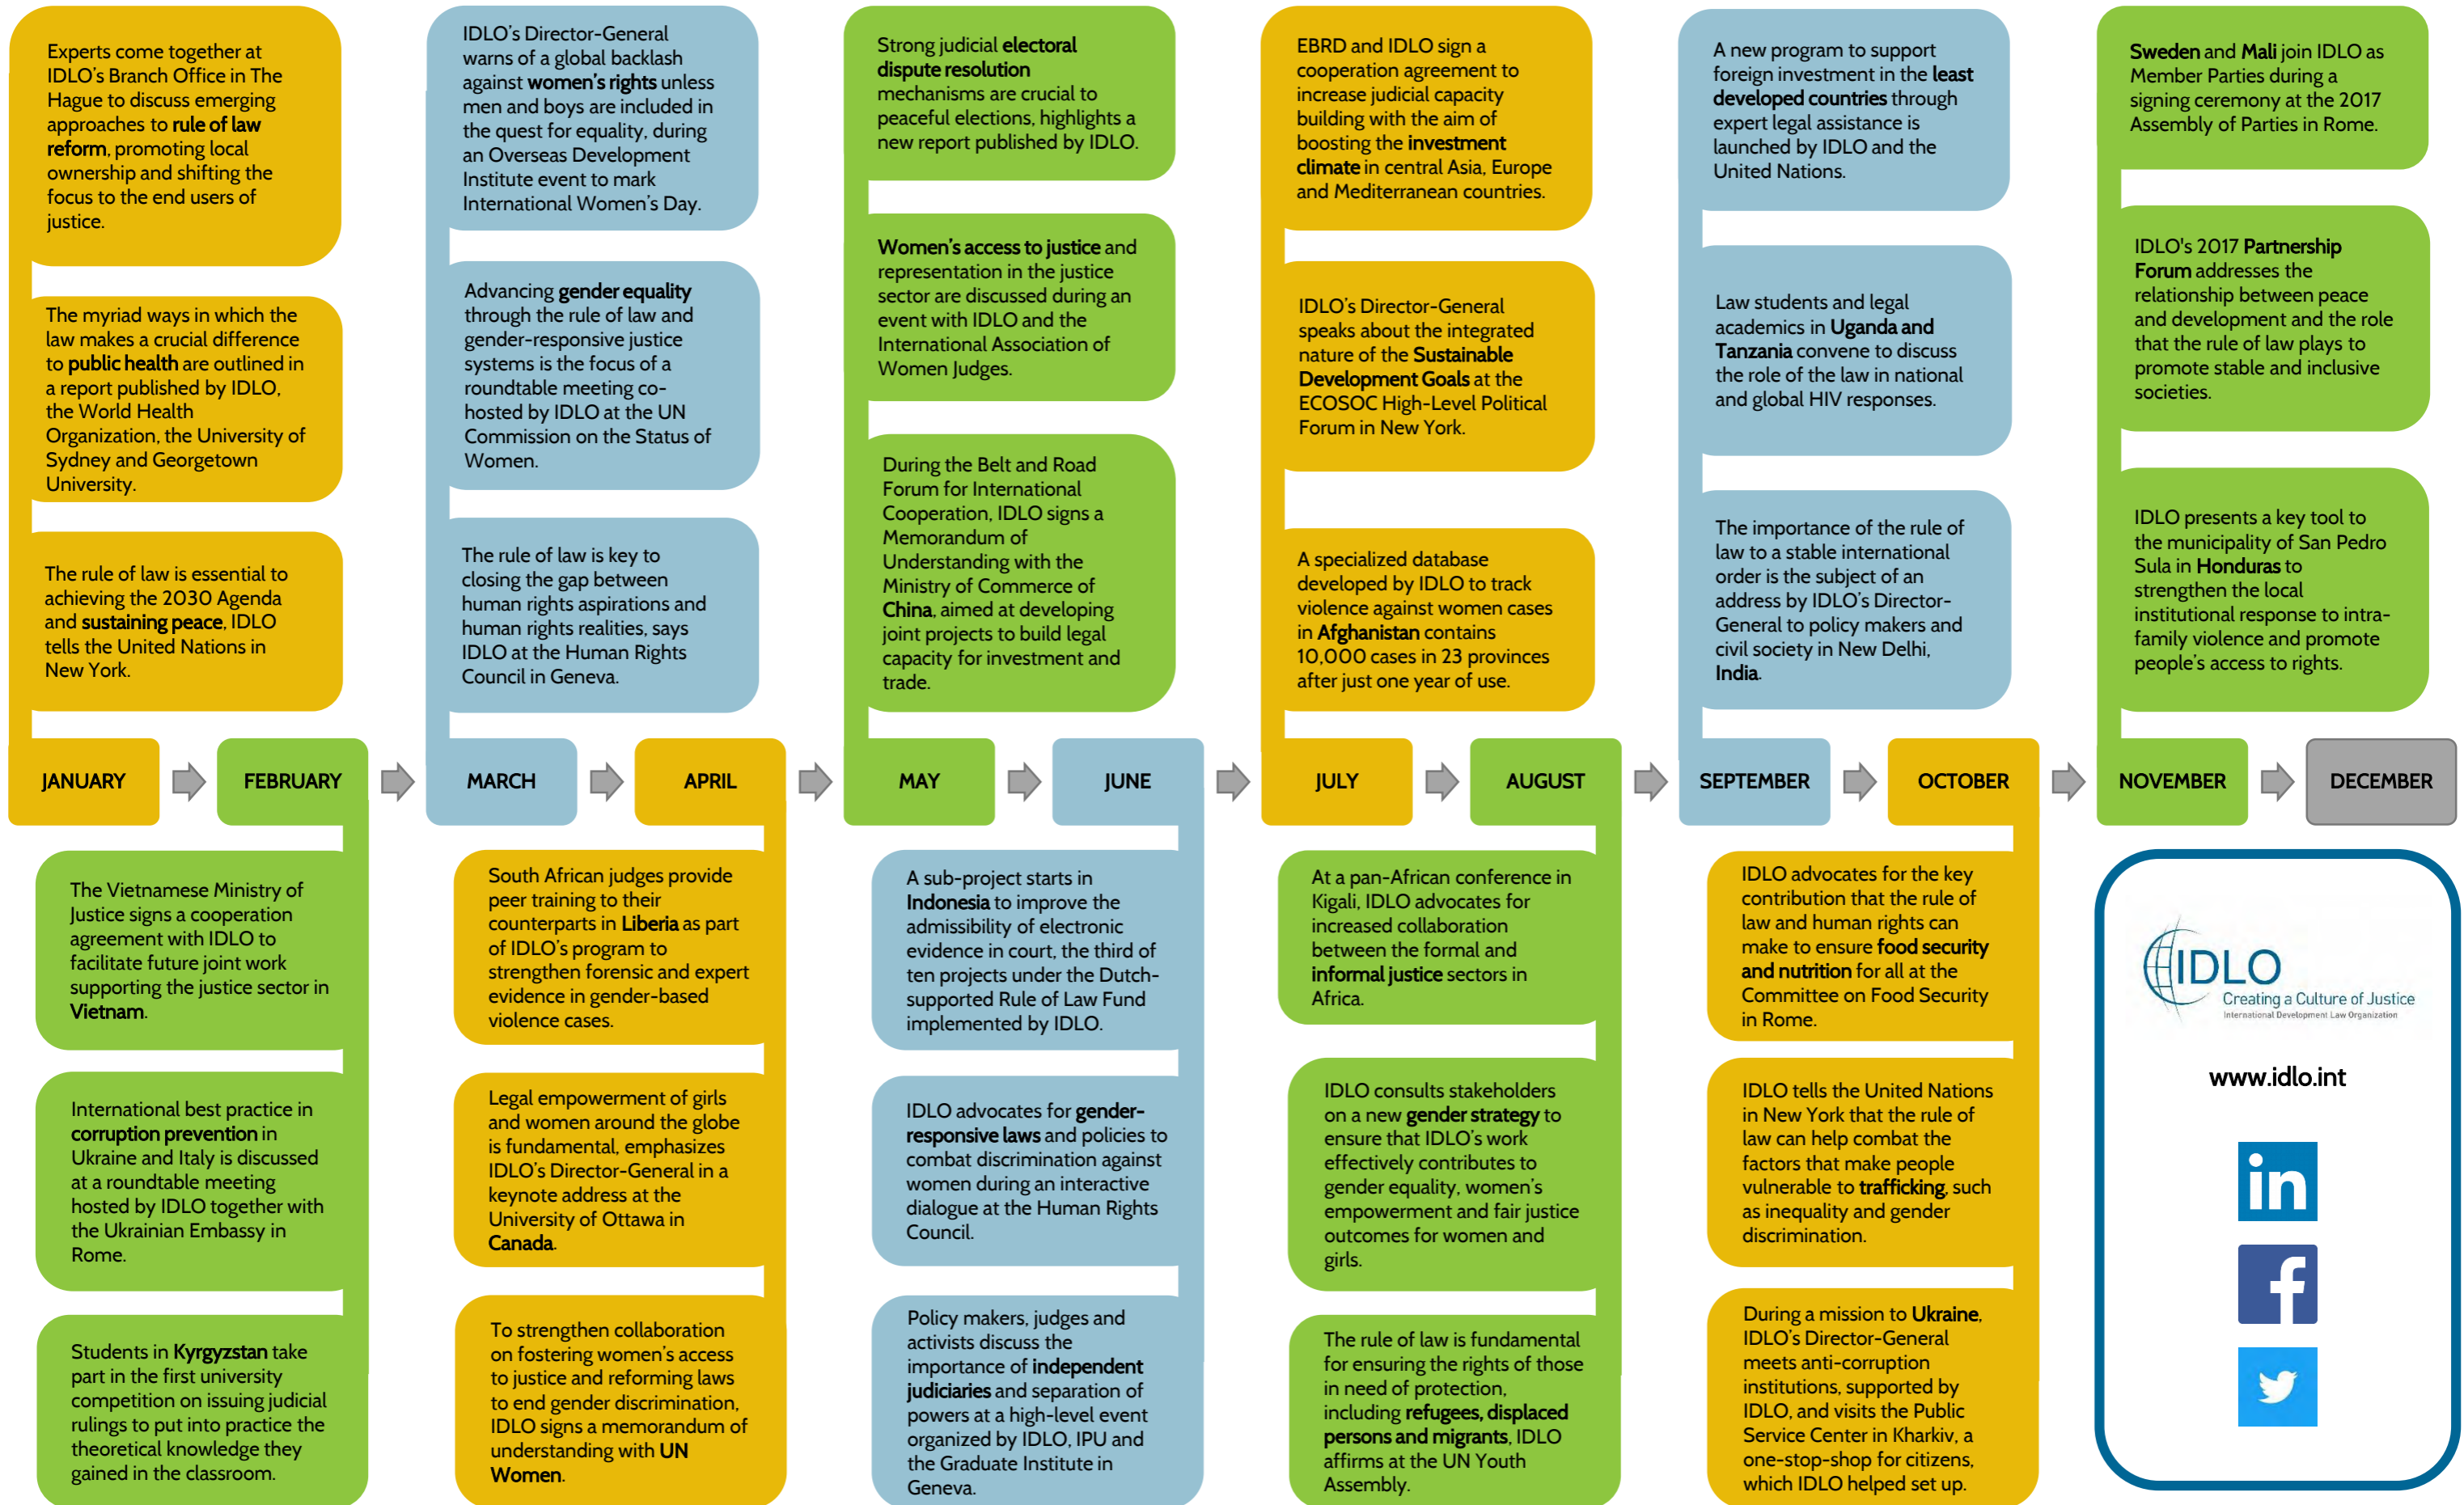 Experts come together at
IDLO's Branch Office in The
Hague to discuss emerging
approaches to rule of law
reform, promoting local
ownership and shifting the
focus to the end users of
justice.
The myriad ways in which the
law makes a crucial difference
to public health are outlined in
a report published by IDLO,
the World Health
Organization, the University of
Sydney and Georgetown
University.
The rule of law is essential to
achieving the 2030 Agenda
and sustaining peace, IDLO
tells the United Nations in
New York.
IDLO's Director-General
warns of a global backlash
against women's rights unless
men and boys are included in
the quest for equality, during
an Overseas Development
Institute event to mark
International Women's Day.
Advancing gender equality
through the rule of law and
gender-responsive justice
systems is the focus of a
roundtable meeting co-
hosted by IDLO at the UN
Commission on the Status of
Women.
The rule of law is key to
closing the gap between
human rights aspirations and
human rights realities, says
IDLO at the Human Rights
Council in Geneva.
Strong judicial electoral
dispute resolution
mechanisms are crucial to
peaceful elections, highlights a
new report published by IDLO.
Women's access to justice and
representation in the justice
sector are discussed during an
event with IDLO and the
International Association of
Women Judges.
During the Belt and Road
Forum for International
Cooperation, IDLO signs a
Memorandum of
Understanding with the
Ministry of Commerce of
China, aimed at developing
joint projects to build legal
capacity for investment and
trade.
EBRD and IDLO sign a
cooperation agreement to
increase judicial capacity
building with the aim of
boosting the investment
climate in central Asia, Europe
and Mediterranean countries.
IDLO's Director-General
speaks about the integrated
nature of the Sustainable
Development Goals at the
ECOSOC High-Level Political
Forum in New York.
A specialized database
developed by IDLO to track
violence against women cases
in Afghanistan contains
10,000 cases in 23 provinces
after just one year of use.
A new program to support
foreign investment in the least
developed countries through
expert legal assistance is
launched by IDLO and the
United Nations.
Law students and legal
academics in Uganda and
Tanzania convene to discuss
the role of the law in national
and global HIV responses.
The importance of the rule of
law to a stable international
order is the subject of an
address by IDLO's Director-
General to policy makers and
civil society in New Delhi,
India.
Sweden and Mali join IDLO as
Member Parties during a
signing ceremony at the 2017
Assembly of Parties in Rome.
IDLO's 2017 Partnership
Forum addresses the
relationship between peace
and development and the role
that the rule of law plays to
promote stable and inclusive
societies.
IDLO presents a key tool to
the municipality of San Pedro
Sula in Honduras to
strengthen the local
institutional response to intra-
family violence and promote
people's access to rights.
JANUARY
FEBRUARY
MARCH
APRIL
MAY
JUNE
JULY
AUGUST
SEPTEMBER
OCTOBER
NOVEMBER
DECEMBER
The Vietnamese Ministry of
Justice signs a cooperation
agreement with IDLO to
facilitate future joint work
supporting the justice sector in
Vietnam.
International best practice in
corruption prevention in
Ukraine and Italy is discussed
at a roundtable meeting
hosted by IDLO together with
the Ukrainian Embassy in
Rome.
Students in Kyrgyzstan take
part in the first university
competition on issuing judicial
rulings to put into practice the
theoretical knowledge they
gained in the classroom.
South African judges provide
peer training to their
counterparts in Liberia as part
of IDLO's program to
strengthen forensic and expert
evidence in gender-based
violence cases.
Legal empowerment of girls
and women around the globe
is fundamental, emphasizes
IDLO's Director-General in a
keynote address at the
University of Ottawa in
Canada.
To strengthen collaboration
on fostering women's access
to justice and reforming laws
to end gender discrimination,
IDLO signs a memorandum of
understanding with UN
Women.
A sub-project starts in
Indonesia to improve the
admissibility of electronic
evidence in court, the third of
ten projects under the Dutch-
supported Rule of Law Fund
implemented by IDLO.
IDLO advocates for gender-
responsive laws and policies to
combat discrimination against
women during an interactive
dialogue at the Human Rights
Council.
Policy makers, judges and
activists discuss the
importance of independent
judiciaries and separation of
powers at a high-level event
organized by IDLO, IPU and
the Graduate Institute in
Geneva.
At a pan-African conference in
Kigali, IDLO advocates for
increased collaboration
between the formal and
informal justice sectors in
Africa.
IDLO consults stakeholders
on a new gender strategy to
ensure that IDLO's work
effectively contributes to
gender equality, women's
empowerment and fair justice
outcomes for women and
girls.
The rule of law is fundamental
for ensuring the rights of those
in need of protection,
including refugees, displaced
persons and migrants, IDLO
affirms at the UN Youth
Assembly.
IDLO advocates for the key
contribution that the rule of
law and human rights can
make to ensure food security
and nutrition for all at the
Committee on Food Security
in Rome.
IDLO tells the United Nations
in New York that the rule of
law can help combat the
factors that make people
vulnerable to trafficking, such
as inequality and gender
discrimination.
During a mission to Ukraine,
IDLO's Director-General
meets anti-corruption
institutions, supported by
IDLO, and visits the Public
Service Center in Kharkiv, a
one-stop-shop for citizens,
which IDLO helped set up.
IDLO
Creating a Culture of Justice
International Development Law Organization
www.idlo.int
in
f